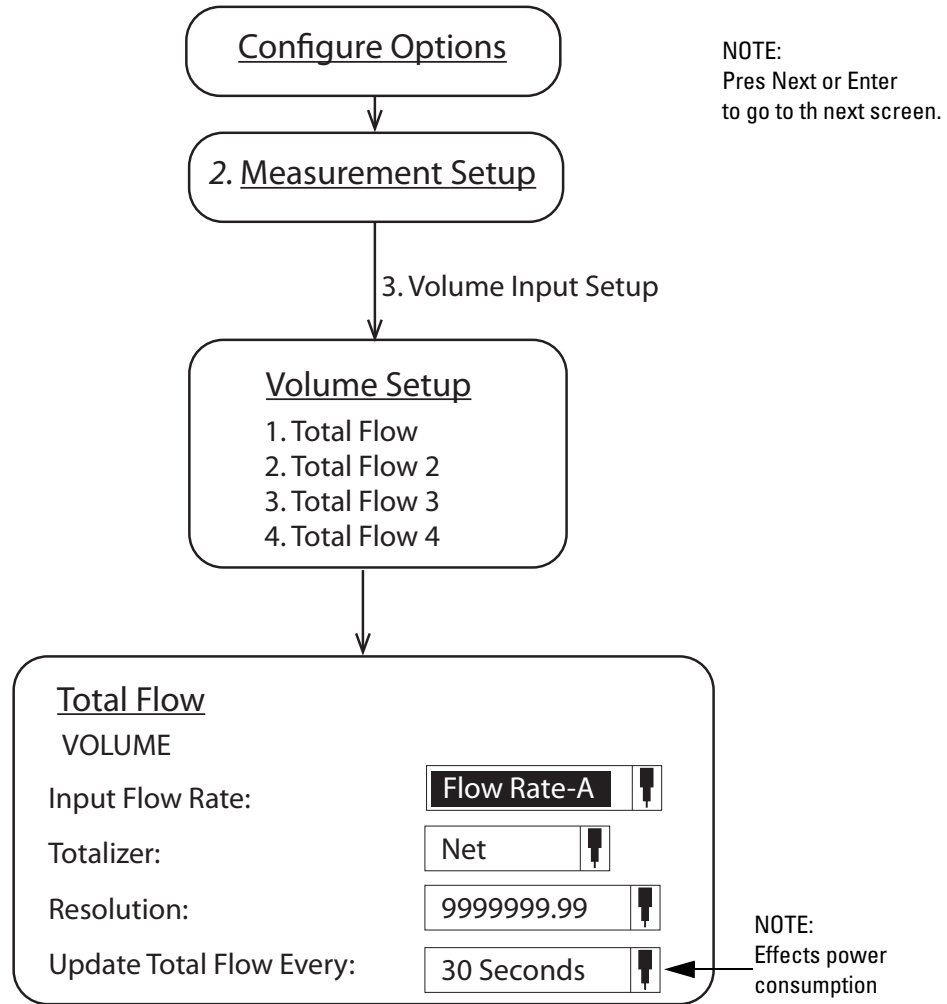 Configure Options
NOTE:
Pres Next or Enter
to go to th next screen.
2. Measurement Setup
3. Volume Input Setup
Volume Setup
1. Total Flow
2. Total Flow 2
3. Total Flow 3
4. Total Flow 4
Total Flow
VOLUME
Input Flow Rate: Flow Rate-A
Totalizer: Net
Resolution: 9999999.99
Update Total Flow Every: 30 Seconds
NOTE:
Effects power
consumption